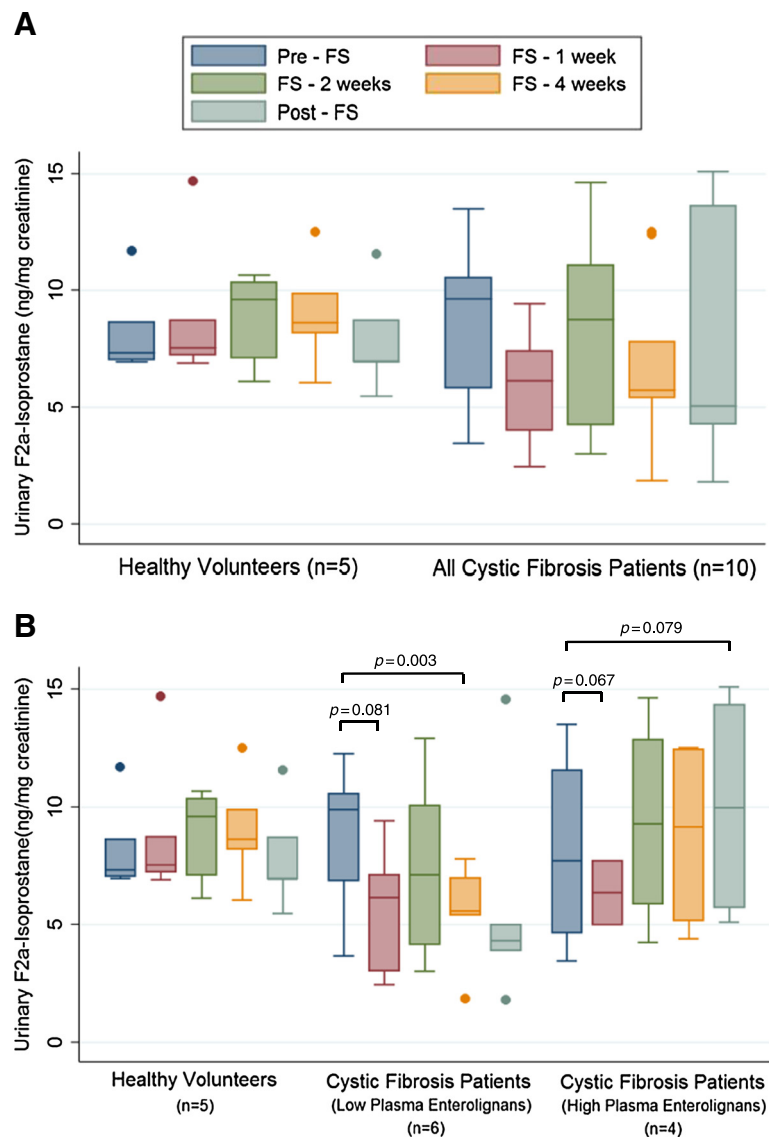 A
Pre - FS
FS - 1 week
FS - 2 weeks
FS - 4 weeks
Post - FS
Urinary F2a-Isoprostane (ng/mg creatinine)
15
10
5
0
Healthy Volunteers (n=5)
All Cystic Fibrosis Patients (n=10)
B
p=0.079
p=0.003
p=0.067
p=0.081
Urinary F2a-Isoprostane(ng/mg creatinine)
15
10
5
0
Healthy Volunteers
(n=5)
Cystic Fibrosis Patients
(Low Plasma Enterolignans)
(n=6)
Cystic Fibrosis Patients
(High Plasma Enterolignans)
(n=4)